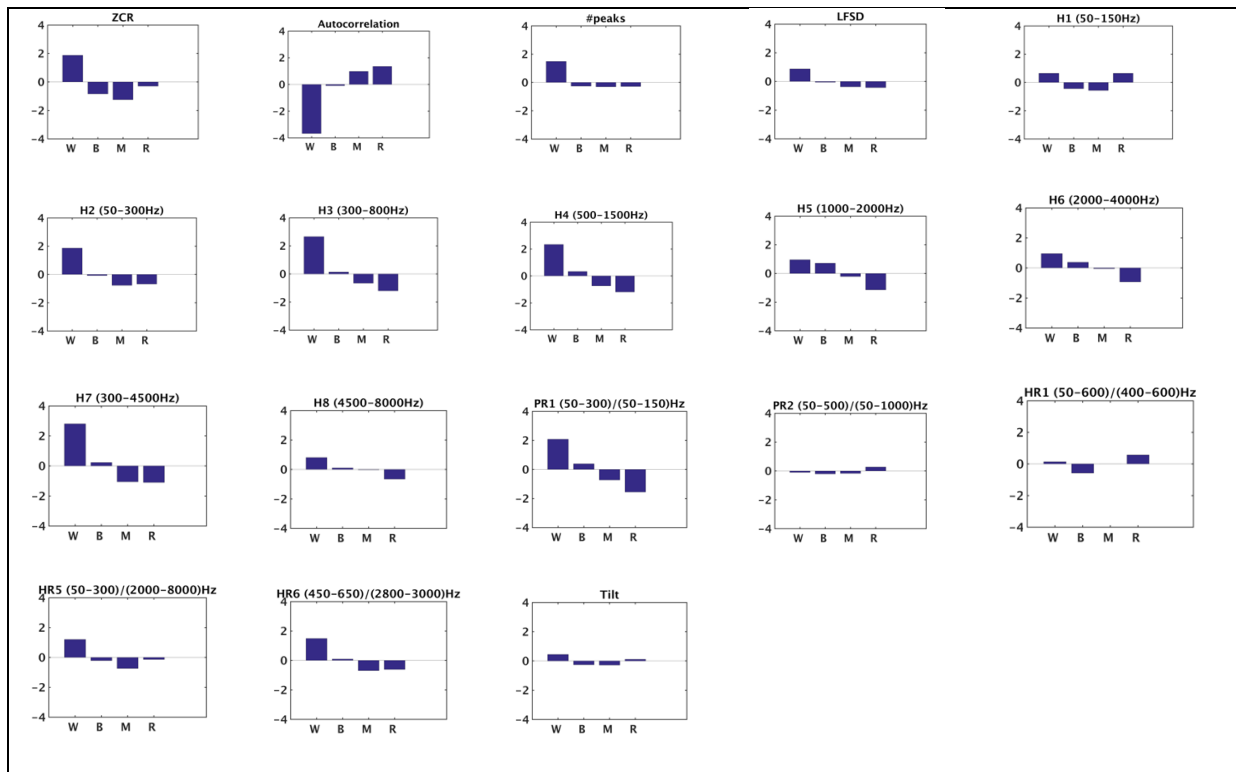 ZCR
4
2
0
−2
−4
W B M R
Autocorrelation
4
2
0
−2
−4
W B M R
#peaks
4
2
0
−2
−4
W B M R
LFSD
4
2
0
−2
−4
W B M R
H1 (50−150Hz)
4
2
0
−2
−4
W B M R
H2 (50−300Hz)
4
2
0
−2
−4
W B M R
H3 (300−800Hz)
4
2
0
−2
−4
W B M R
H4 (500−1500Hz)
4
2
0
−2
−4
W B M R
H5 (1000−2000Hz)
4
2
0
−2
−4
W B M R
H6 (2000−4000Hz)
4
2
0
−2
−4
W B M R
H7 (300−4500Hz)
4
2
0
−2
−4
W B M R
H8 (4500−8000Hz)
4
2
0
−2
−4
W B M R
PR1 (50−300)/(50−150)Hz
4
2
0
−2
−4
W B M R
PR2 (50−500)/(50−1000)Hz
4
2
0
−2
−4
W B M R
HR1 (50−600)/(400−600)Hz
4
2
0
−2
−4
W B M R
HR5 (50−300)/(2000−8000)Hz
4
2
0
−2
−4
W B M R
HR6 (450−650)/(2800−3000)Hz
4
2
0
−2
−4
W B M R
Tilt
4
2
0
−2
−4
W B M R